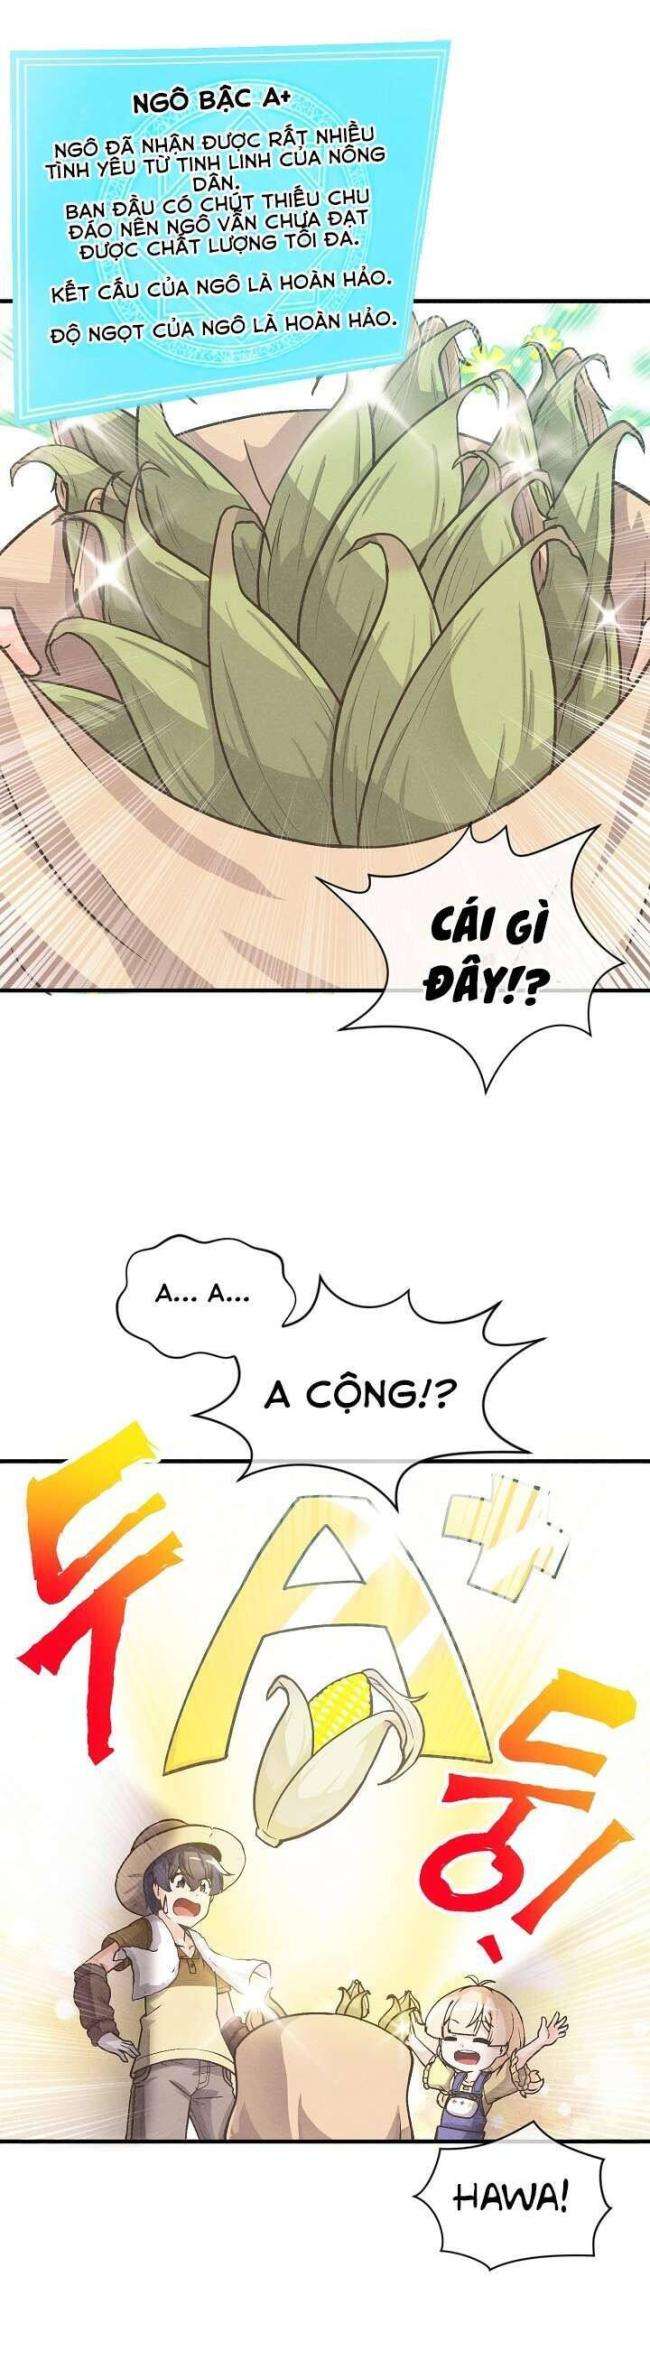 NGÔ BẬC A+
NGÔ ĐÃ NHẬN ĐƯỢC RẤT NHIỀU
TÌNH YÊU TỪ TINH LINH CỦA NÔNG
DÂN.
BAN ĐẦU CÓ CHÚT THIẾU CHU
ĐÁO NÊN NGÔ VẪN CHƯA ĐẠT
ĐƯỢC CHẤT LƯỢNG TỐI ĐA.
KẾT CẤU CỦA NGÔ LÀ HOÀN HẢO.
ĐỘ NGỌT CỦA NGÔ LÀ HOÀN HẢO.
CÁI GÌ
ĐÂY!?
A... A...
A CỘNG!?
A+
두
둥!
HAWA!